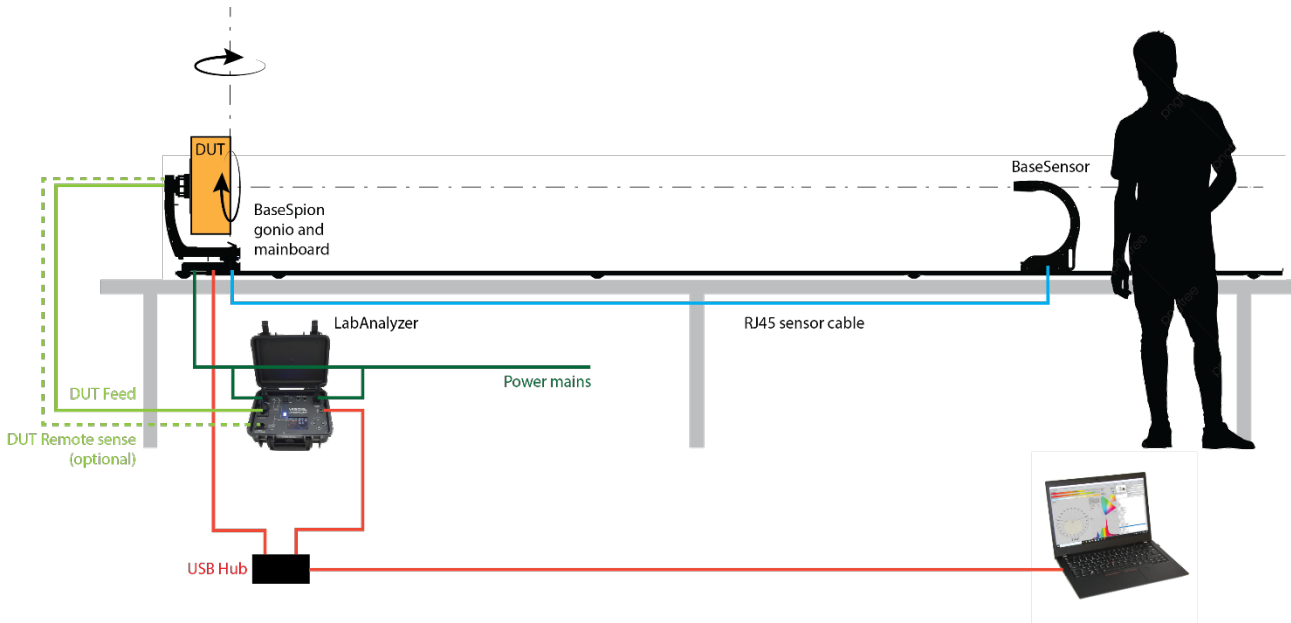 DUT
BaseSpion
gonio and
mainboard
BaseSensor
LabAnalyzer
RJ45 sensor cable
Power mains
DUT Feed
DUT Remote sense
(optional)
USB Hub